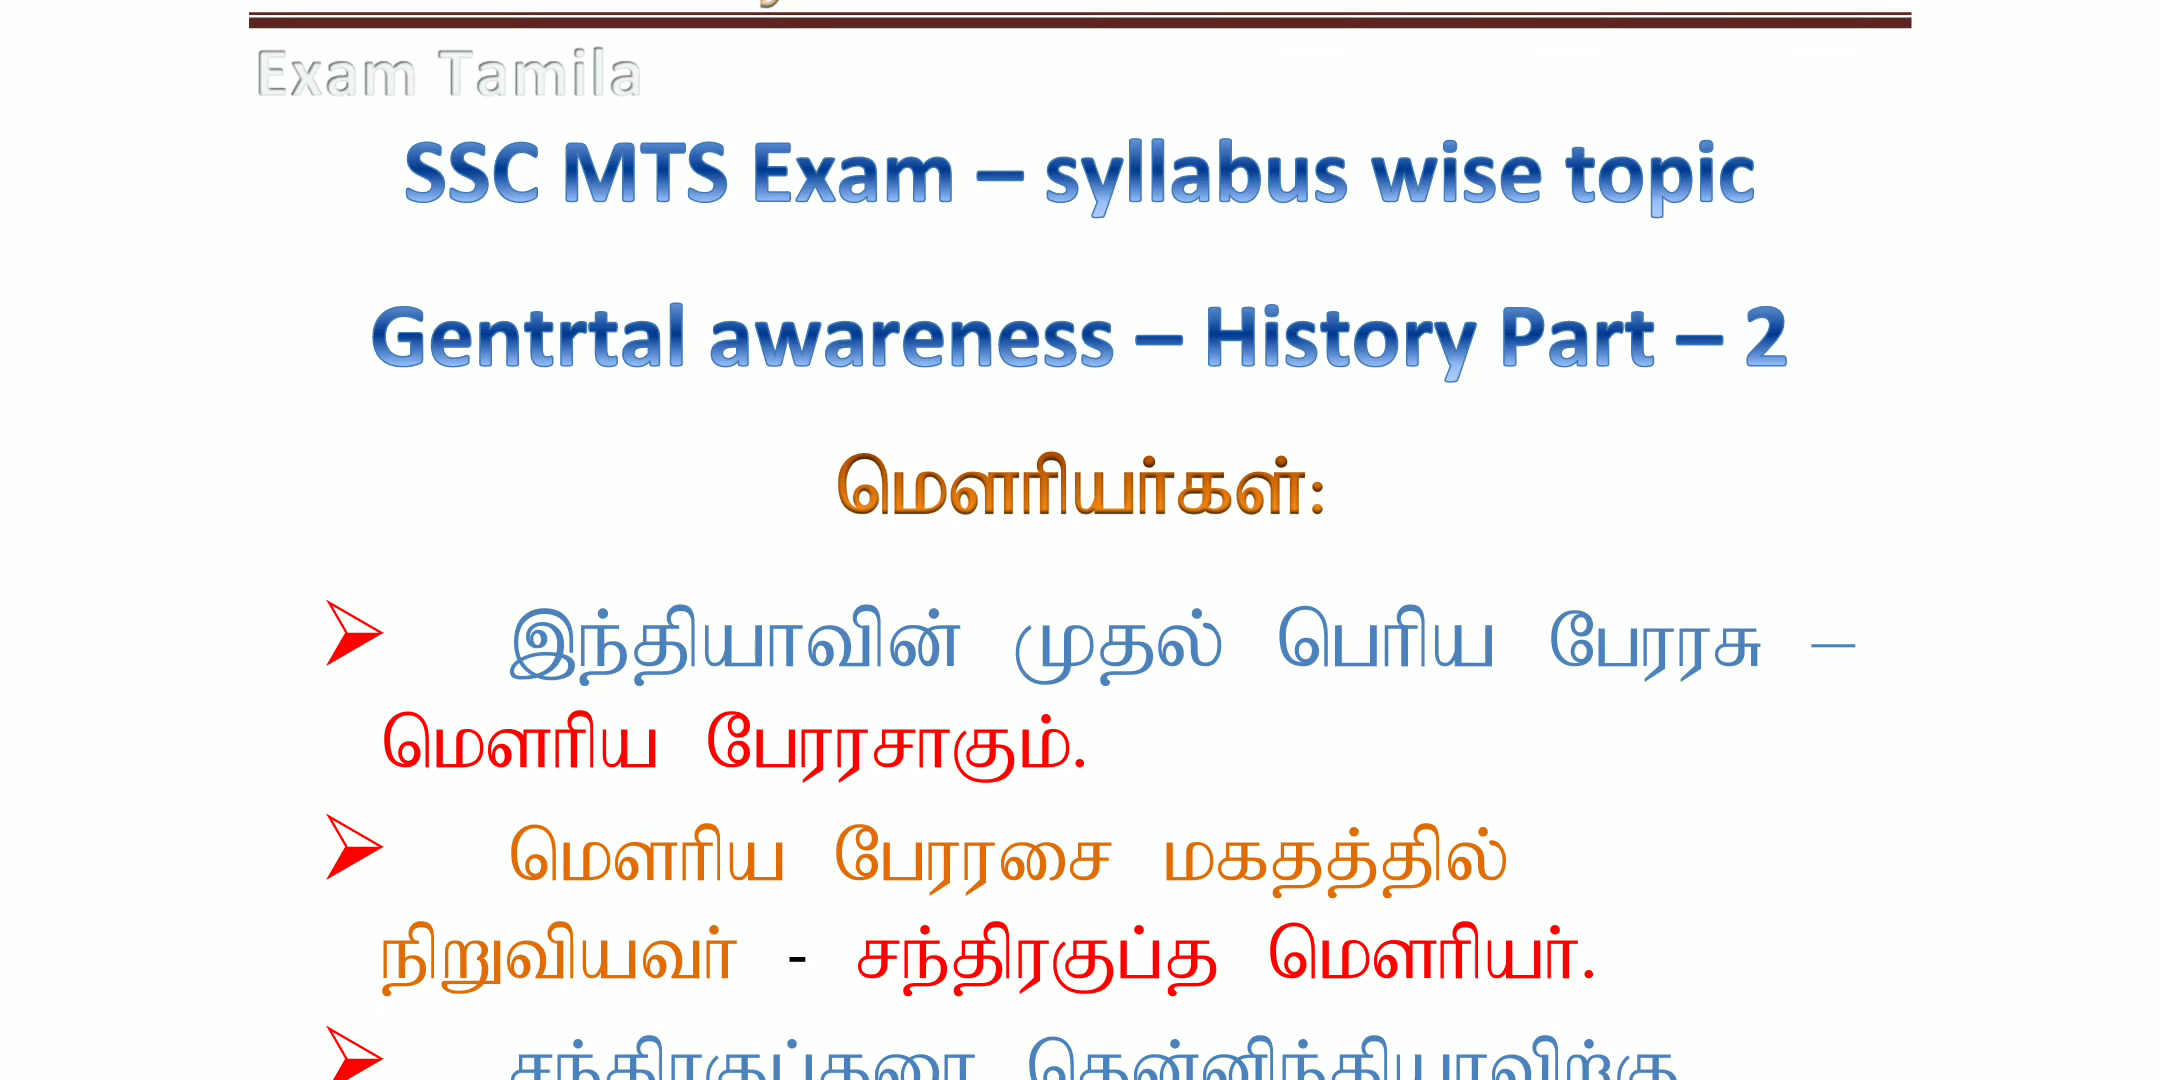 Exam Tamila
SSC MTS Exam – syllabus wise topic
Gentrtal awareness – History Part – 2
மௌரியர்கள்:
இந்தியாவின் முதல் பெரிய பேரரசு –
மௌரிய பேரரசாகும்.
மௌரிய பேரரசை மகதத்தில்
நிறுவியவர் - சந்திரகுப்த மௌரியர்.